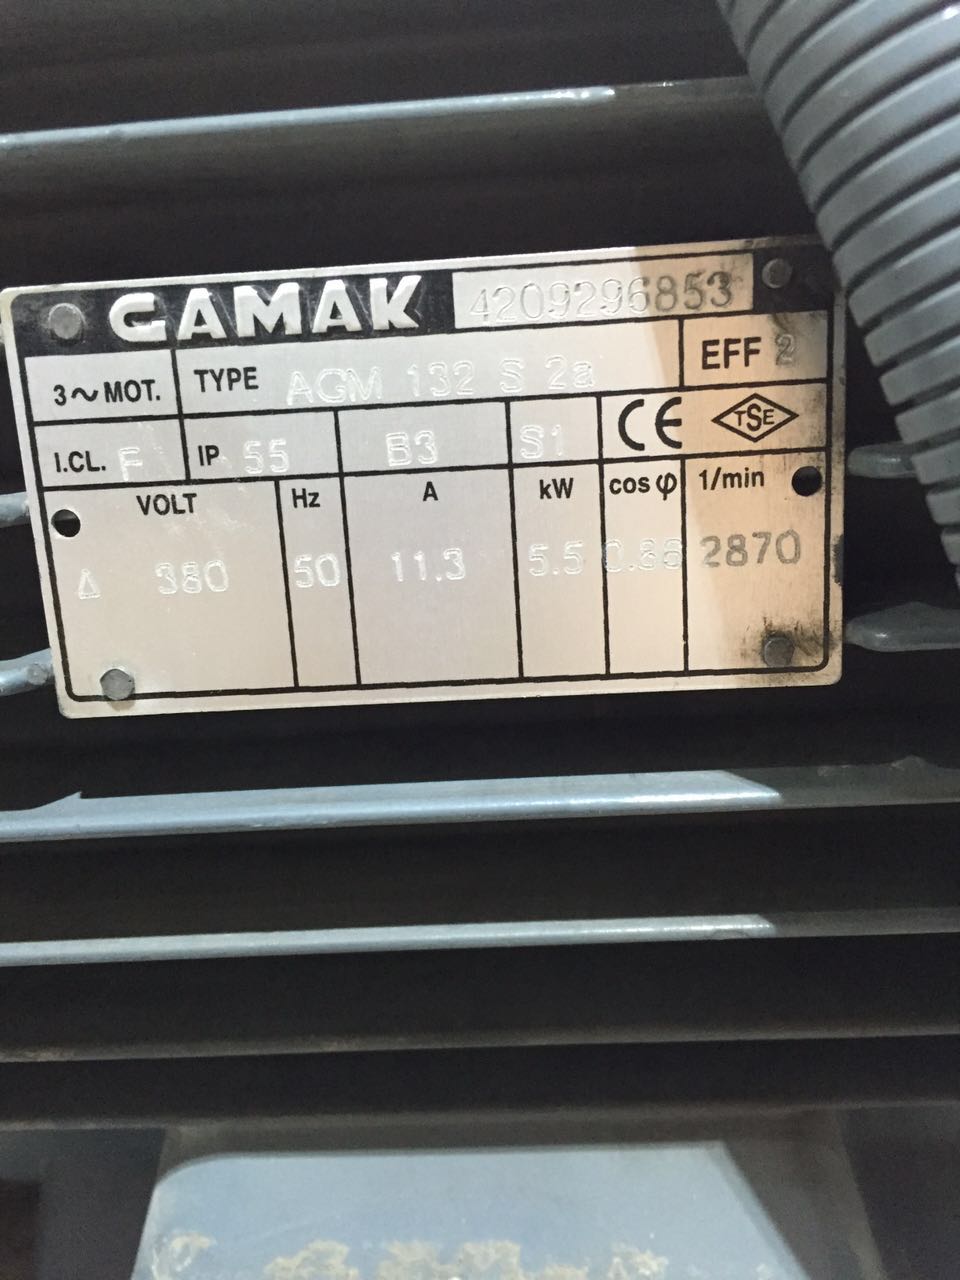 GAMAK 4209296853
3~MOT. TYPE AGM 132 S 2a EFF 2
I.CL. F IP 55 B3 S1 CE TSE
VOLT Hz A kW cos φ 1/min
Δ 380 50 11.3 5.5 0.86 2870